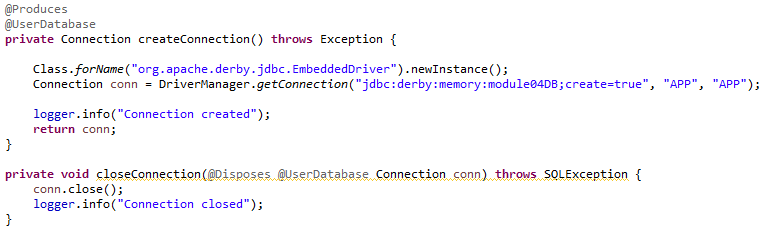 @Produces
@UserDatabase
private Connection createConnection() throws Exception {
Class.forName("org.apache.derby.jdbc.EmbeddedDriver").newInstance();
Connection conn = DriverManager.getConnection("jdbc:derby:memory:module04DB;create=true", "APP", "APP");
logger.info("Connection created");
return conn;
}
private void closeConnection(@Disposes @UserDatabase Connection conn) throws SQLException {
conn.close();
logger.info("Connection closed");
}